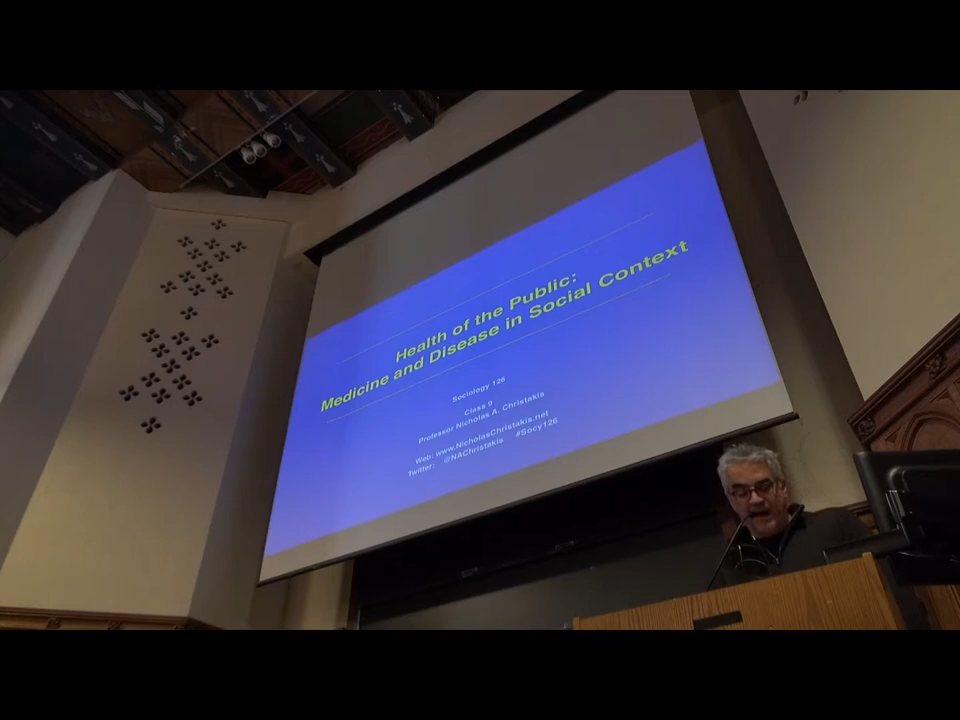 Health of the Public:
Medicine and Disease in Social Context
Sociology 126
Class 9
Professor Nicholas A. Christakis
Web: www.NicholasChristakis.net
Twitter: @NAChristakis #Socy126